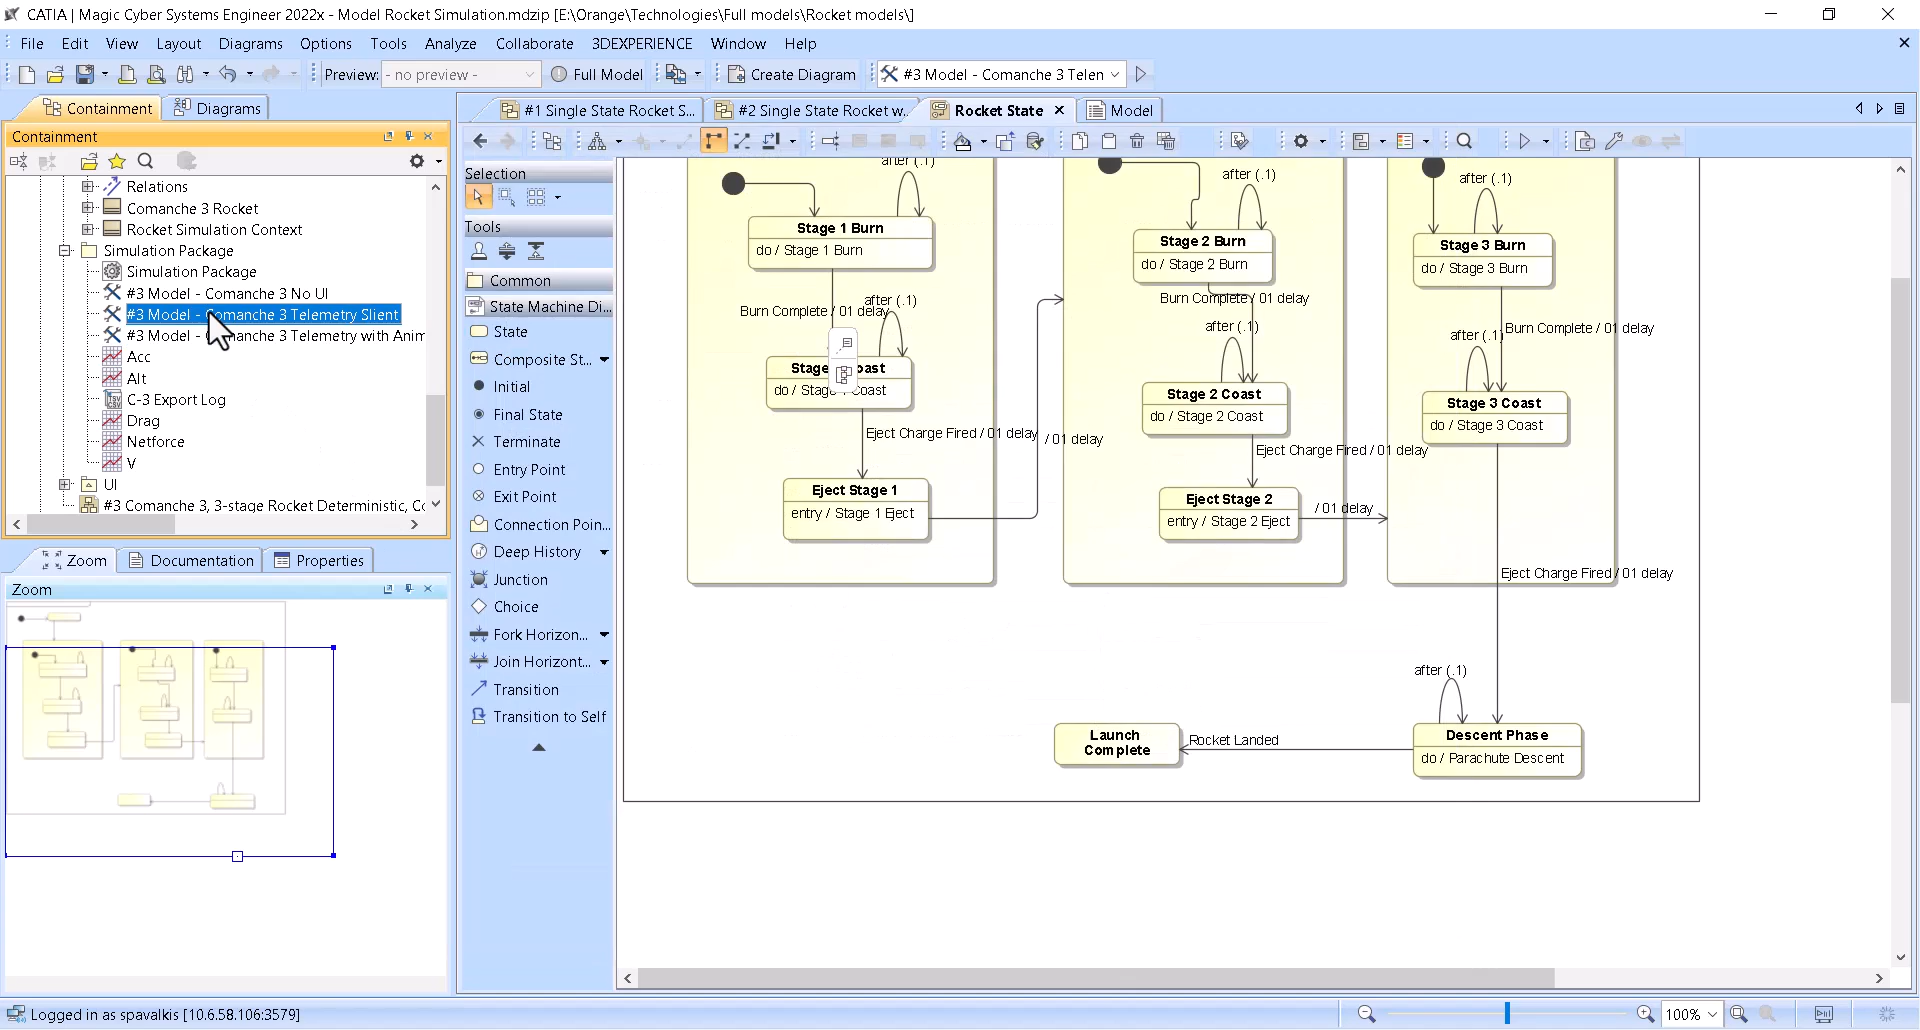 CATIA | Magic Cyber Systems Engineer 2022x - Model Rocket Simulation.mdzip [E:\Orange\Technologies\Full models\Rocket models\]
File Edit View Layout Diagrams Options Tools Analyze Collaborate 3DEXPERIENCE Window Help
Preview: - no preview - Full Model Create Diagram #3 Model - Comanche 3 Telen
Containment Diagrams
#1 Single State Rocket S... #2 Single State Rocket w... Rocket State Model
Containment
Relations
Comanche 3 Rocket
Rocket Simulation Context
Simulation Package
Simulation Package
#3 Model - Comanche 3 No UI
#3 Model - Comanche 3 Telemetry Slient
#3 Model - Comanche 3 Telemetry with Anim
Acc
Alt
C-3 Export Log
Drag
Netforce
V
UI
#3 Comanche 3, 3-stage Rocket Deterministic, Co
Zoom Documentation Properties
Zoom
Selection
Tools
Common
State Machine Di...
State
Composite St...
Initial
Final State
Terminate
Entry Point
Exit Point
Connection Poin...
Deep History
Junction
Choice
Fork Horizon...
Join Horizont...
Transition
Transition to Self
after (.1)
Stage 1 Burn
do / Stage 1 Burn
Burn Complete / 01 delay
after (.1)
do / Stage 1 Coast
Eject Charge Fired / 01 delay
Eject Stage 1
entry / Stage 1 Eject
/ 01 delay
after (.1)
Stage 2 Burn
do / Stage 2 Burn
Burn Complete / 01 delay
after (.1)
Stage 2 Coast
do / Stage 2 Coast
Eject Charge Fired / 01 delay
Eject Stage 2
entry / Stage 2 Eject
/ 01 delay
after (.1)
Stage 3 Burn
do / Stage 3 Burn
Burn Complete / 01 delay
after (.1)
Stage 3 Coast
do / Stage 3 Coast
Eject Charge Fired / 01 delay
after (.1)
Descent Phase
do / Parachute Descent
Rocket Landed
Launch
Complete
Logged in as spavalkis [10.6.58.106:3579]
100%